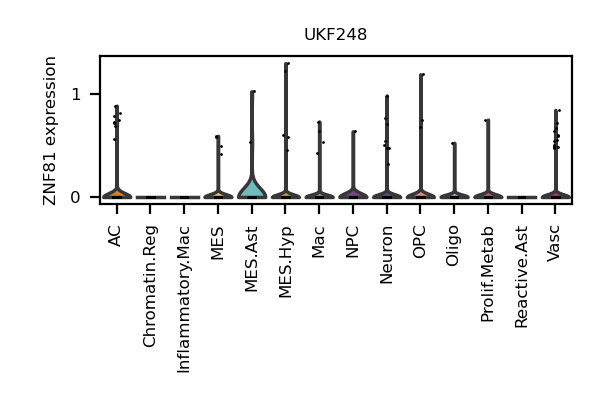 UKF248
ZNF81 expression
1
0
AC
Chromatin.Reg
Inflammatory.Mac
MES
MES.Ast
MES.Hyp
Mac
NPC
Neuron
OPC
Oligo
Prolif.Metab
Reactive.Ast
Vasc